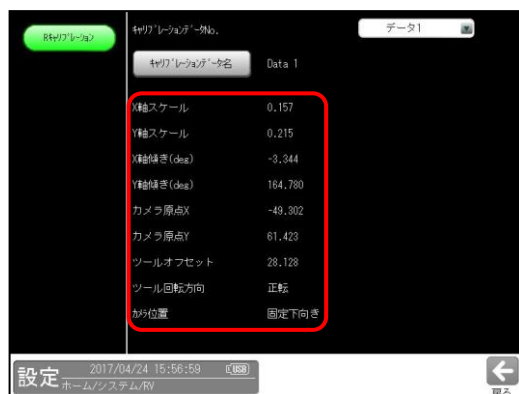 Rｷｬﾘﾌﾞﾚｰｼｮﾝ
ｷｬﾘﾌﾞﾚｰｼｮﾝﾃﾞｰﾀNo.
データ1
ｷｬﾘﾌﾞﾚｰｼｮﾝﾃﾞｰﾀ名
Data 1
X軸スケール 0.157
Y軸スケール 0.215
X軸傾き(deg) -3.344
Y軸傾き(deg) 164.780
カメラ原点X -49.302
カメラ原点Y 61.423
ツールオフセット 28.128
ツール回転方向 正転
ｶﾒﾗ位置 固定下向き
設定
2017/04/24 15:56:59 USB
ホーム/システム/RV
戻る